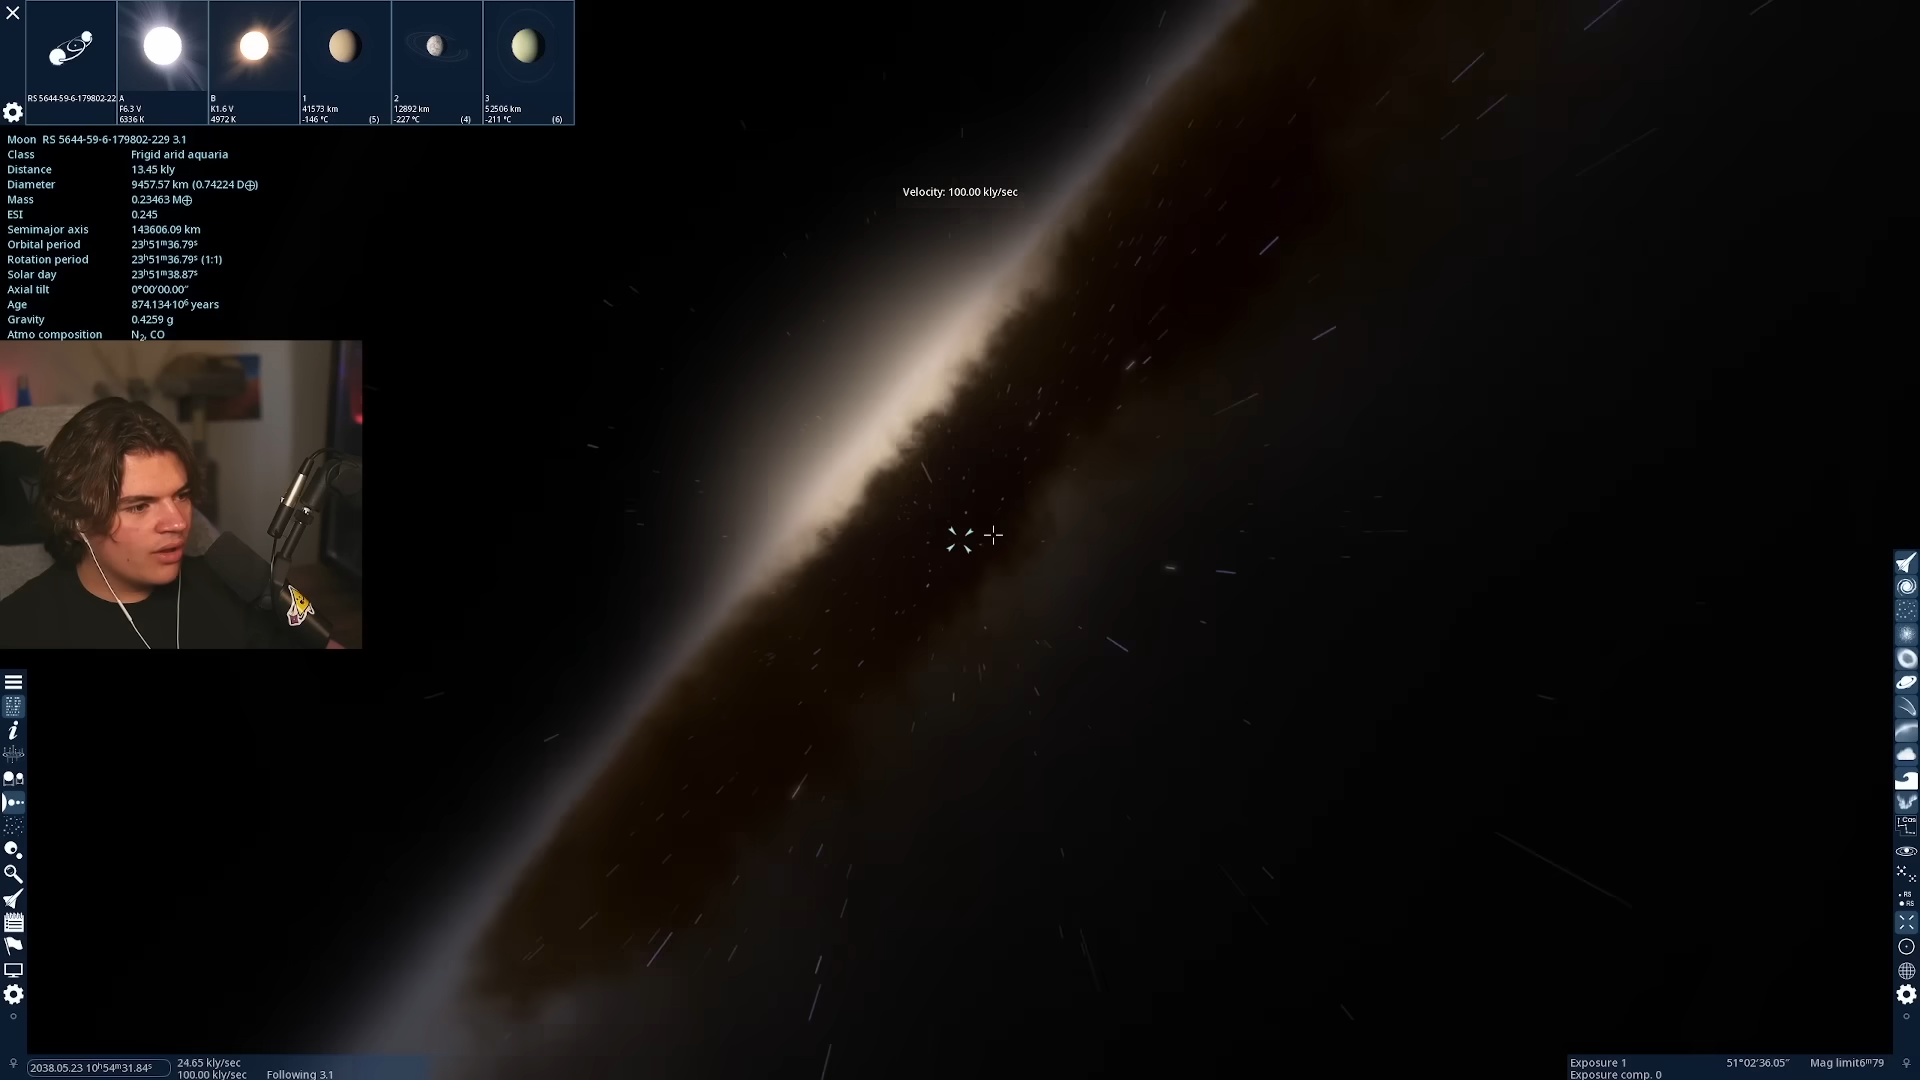 RS 5644-59-6-179802-22
A
F6.3 V
6336 K
B
K1.6 V
4972 K
1
41573 km
-146 °C (5)
2
12892 km
-227 °C (4)
3
52506 km
-211 °C (6)
Moon RS 5644-59-6-179802-229 3.1
Class Frigid arid aquaria
Distance 13.45 kly
Diameter 9457.57 km (0.74224 D⊕)
Mass 0.23463 M⊕
ESI 0.245
Semimajor axis 143606.09 km
Orbital period 23ʰ51ᵐ36.79ˢ
Rotation period 23ʰ51ᵐ36.79ˢ (1:1)
Solar day 23ʰ51ᵐ38.87ˢ
Axial tilt 0°00′00.00″
Age 874.134·10⁶ years
Gravity 0.4259 g
Atmo composition N₂, CO
Velocity: 100.00 kly/sec
Cas
RS
RS
2038.05.23 10ʰ54ᵐ31.84ˢ
24.65 kly/sec
100.00 kly/sec Following 3.1
Exposure 1 51°02′36.05″ Mag limit6ᵐ79
Exposure comp. 0